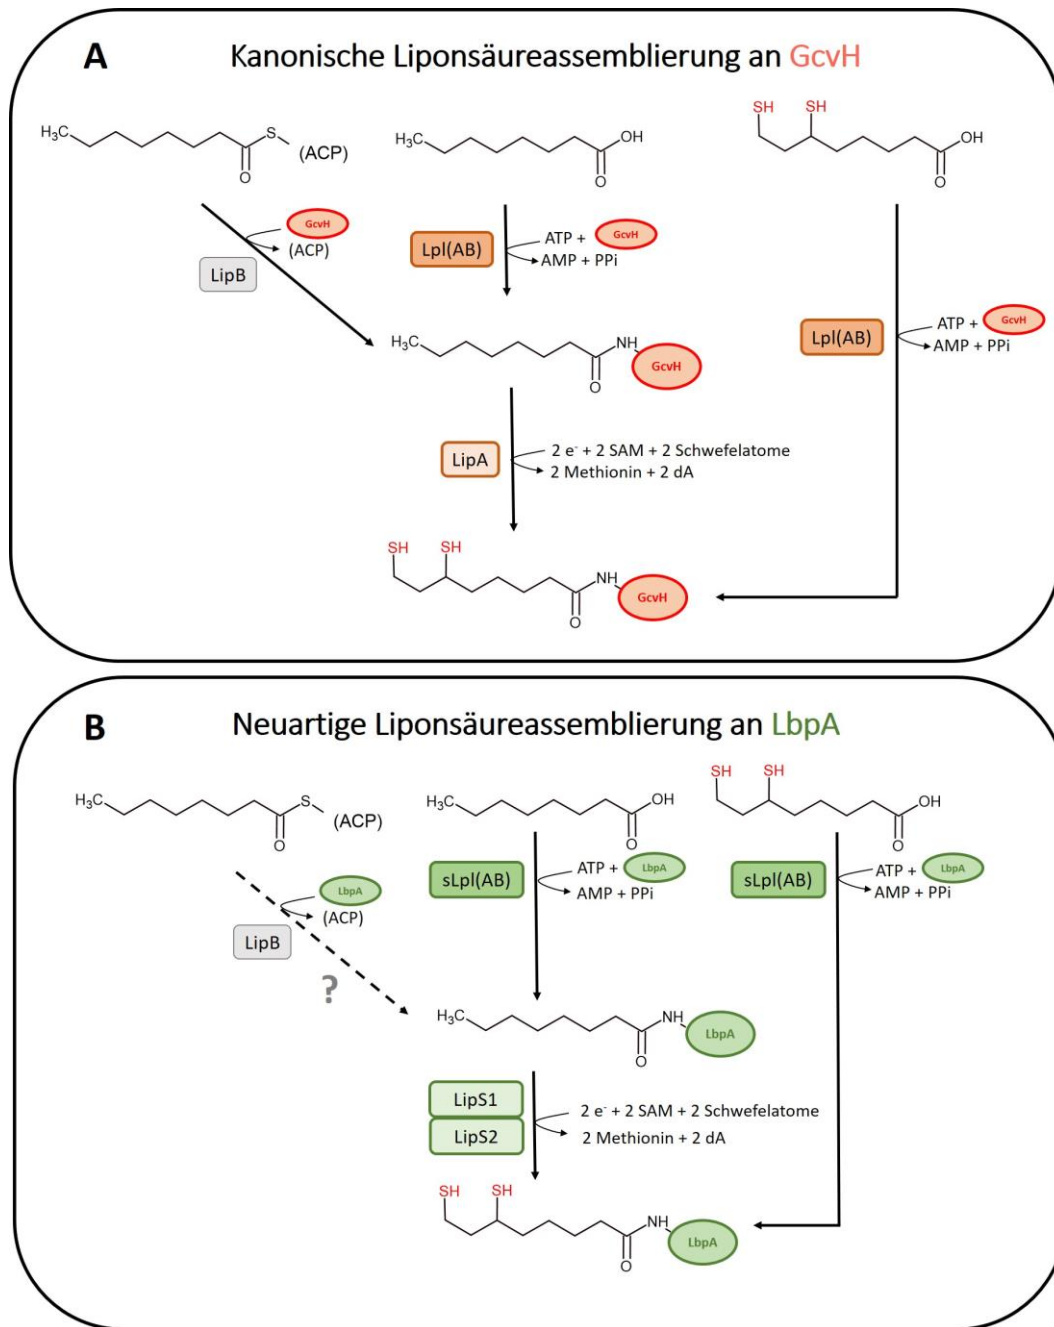 A Kanonische Liponsäureassemblierung an GcvH
H₃C S (ACP) O
H₃C OH O
SH SH OH O
GcvH
(ACP)
LipB
Lpl(AB)
ATP + GcvH
AMP + PPi
Lpl(AB)
ATP + GcvH
AMP + PPi
H₃C NH O GcvH
LipA
2 e⁻ + 2 SAM + 2 Schwefelatome
2 Methionin + 2 dA
SH SH NH O GcvH
B Neuartige Liponsäureassemblierung an LbpA
H₃C S (ACP) O
H₃C OH O
SH SH OH O
LbpA
(ACP)
LipB
?
sLpl(AB)
ATP + LbpA
AMP + PPi
sLpl(AB)
ATP + LbpA
AMP + PPi
H₃C NH O LbpA
LipS1
LipS2
2 e⁻ + 2 SAM + 2 Schwefelatome
2 Methionin + 2 dA
SH SH NH O LbpA